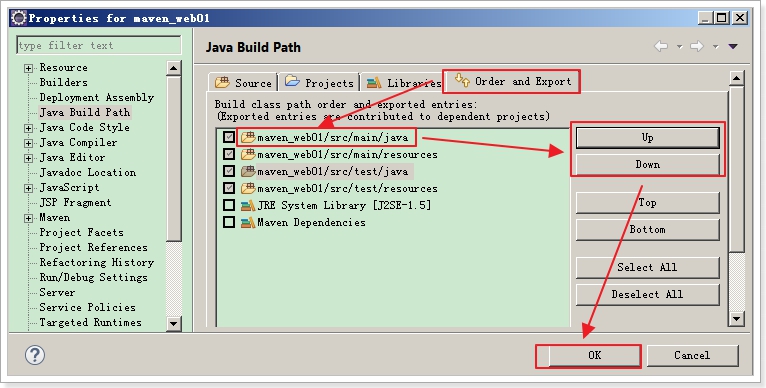 Properties for maven_web01
type filter text
Resource
Builders
Deployment Assembly
Java Build Path
Java Code Style
Java Compiler
Java Editor
Javadoc Location
JavaScript
JSP Fragment
Maven
Project Facets
Project References
Refactoring History
Run/Debug Settings
Server
Service Policies
Targeted Runtimes
Java Build Path
Source
Projects
Libraries
Order and Export
Build class path order and exported entries:
(Exported entries are contributed to dependent projects)
maven_web01/src/main/java
maven_web01/src/main/resources
maven_web01/src/test/java
maven_web01/src/test/resources
JRE System Library [J2SE-1.5]
Maven Dependencies
Up
Down
Top
Bottom
Select All
Deselect All
?
OK
Cancel